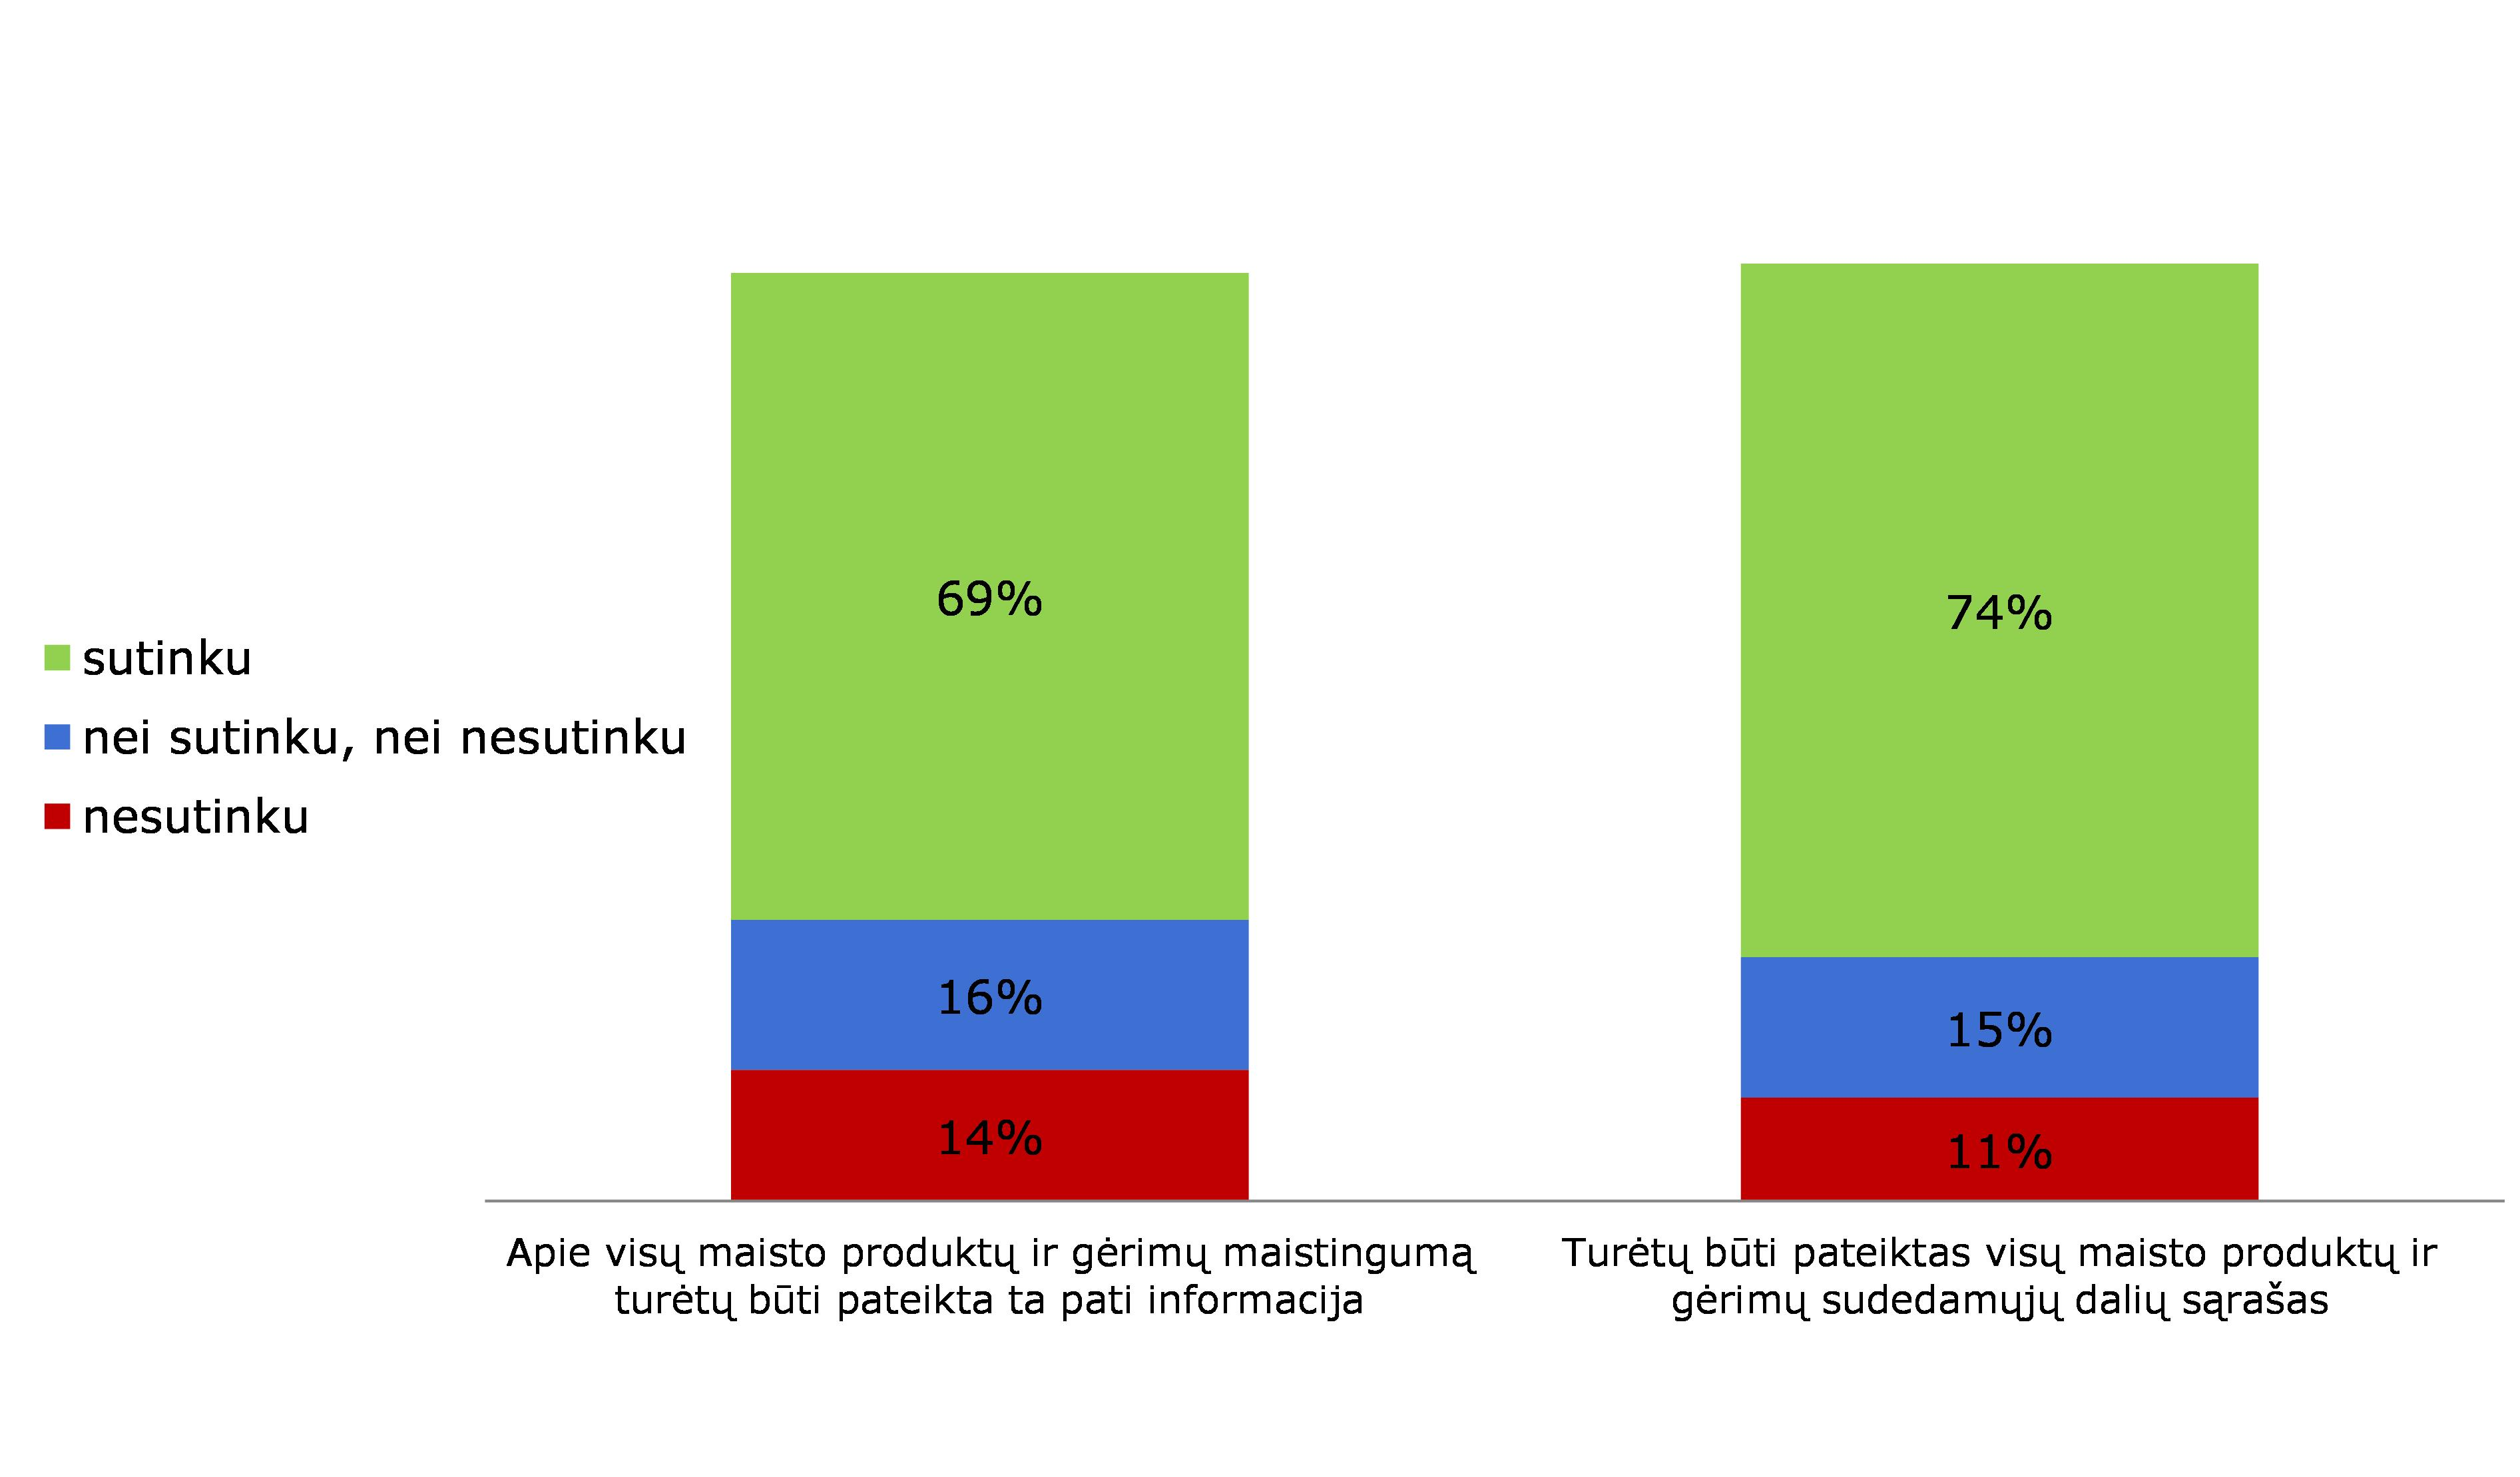 sutinku
nei sutinku, nei nesutinku
nesutinku
69%
16%
14%
74%
15%
11%
Apie visų maisto produktų ir gėrimų maistingumą
turėtų būti pateikta ta pati informacija
Turėtų būti pateiktas visų maisto produktų ir
gėrimų sudedamųjų dalių sąrašas